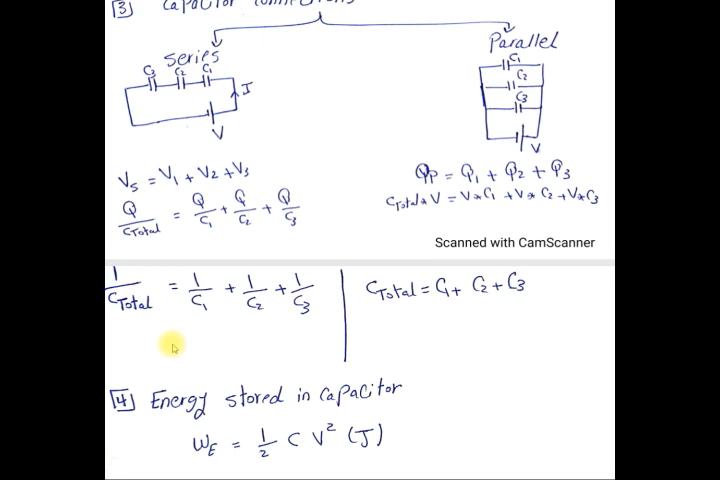 [3] Capacitor connections
Series
C3 C2 C1
I
V
Parallel
C1
C2
C3
V
Vs = V1 + V2 + V3
Q/CTotal = Q/C1 + Q/C2 + Q/C3
QP = Q1 + Q2 + Q3
CTotal * V = V * C1 + V * C2 + V * C3
Scanned with CamScanner
1/CTotal = 1/C1 + 1/C2 + 1/C3
CTotal = C1 + C2 + C3
[4] Energy stored in capacitor
WE = 1/2 C V² (J)